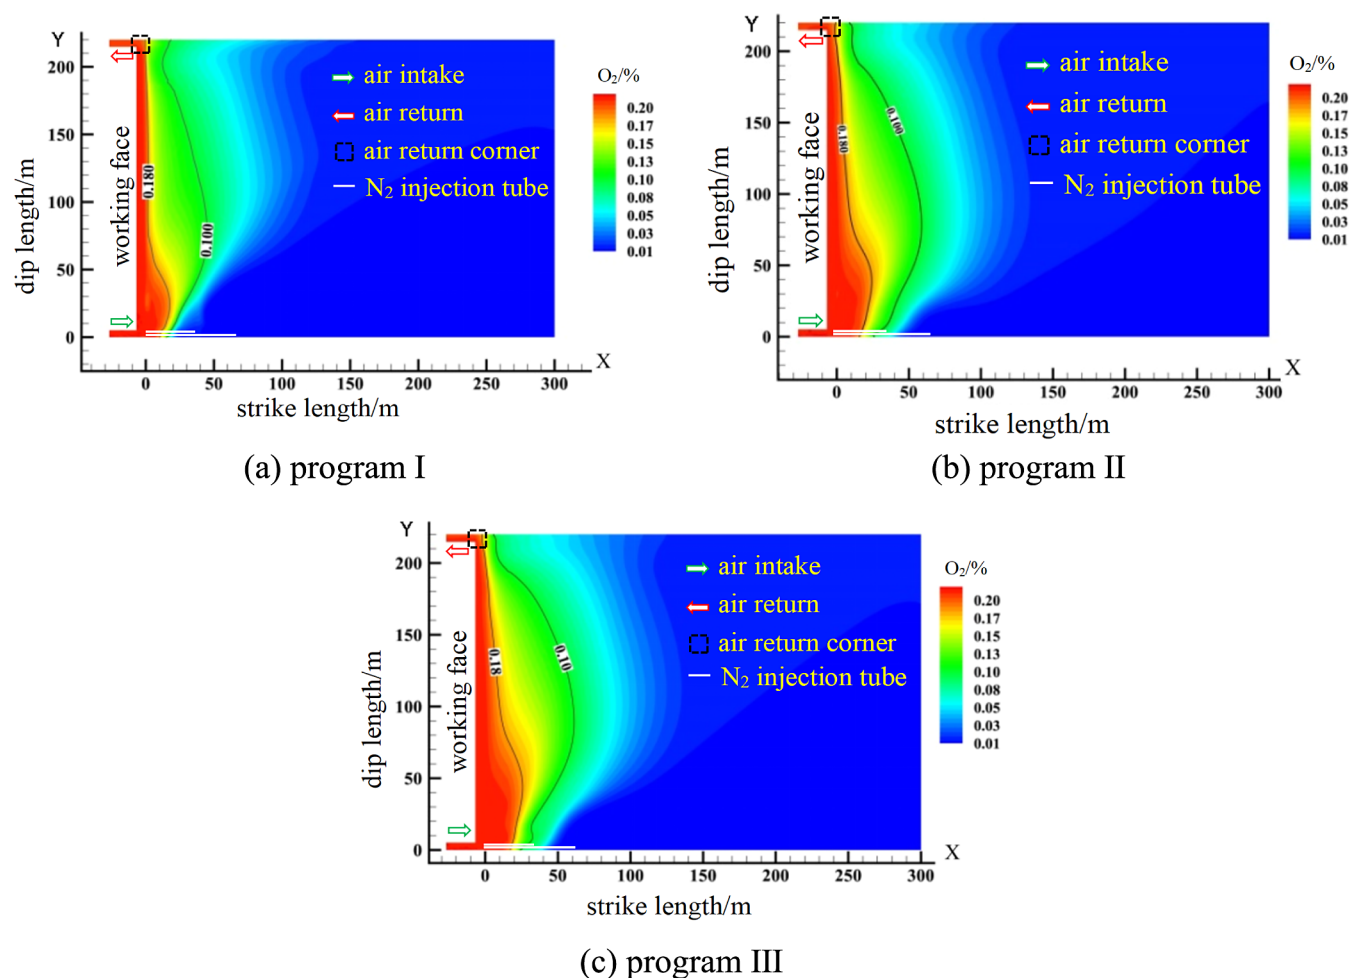 Y
200
150
100
50
0
dip length/m
working face
0.180
0.100
air intake
air return
air return corner
N₂ injection tube
O₂/%
0.20
0.17
0.15
0.13
0.10
0.08
0.05
0.03
0.01
0 50 100 150 200 250 300
X
strike length/m
(a) program I
Y
200
150
100
50
0
dip length/m
working face
0.180
0.100
air intake
air return
air return corner
N₂ injection tube
O₂/%
0.20
0.17
0.15
0.13
0.10
0.08
0.05
0.03
0.01
0 50 100 150 200 250 300
X
strike length/m
(b) program II
Y
200
150
100
50
0
dip length/m
working face
0.18
0.10
air intake
air return
air return corner
N₂ injection tube
O₂/%
0.20
0.17
0.15
0.13
0.10
0.08
0.05
0.03
0.01
0 50 100 150 200 250 300
X
strike length/m
(c) program III